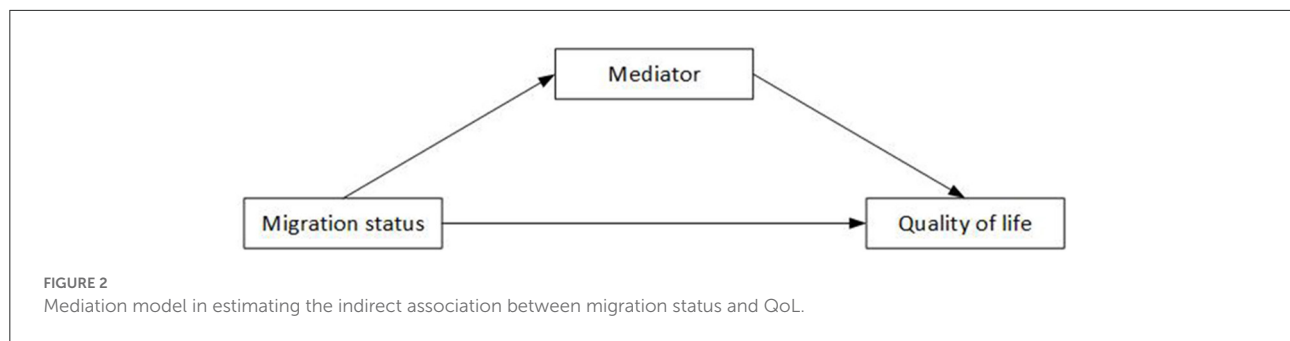 Mediator
Migration status
Quality of life
FIGURE 2
Mediation model in estimating the indirect association between migration status and QoL.